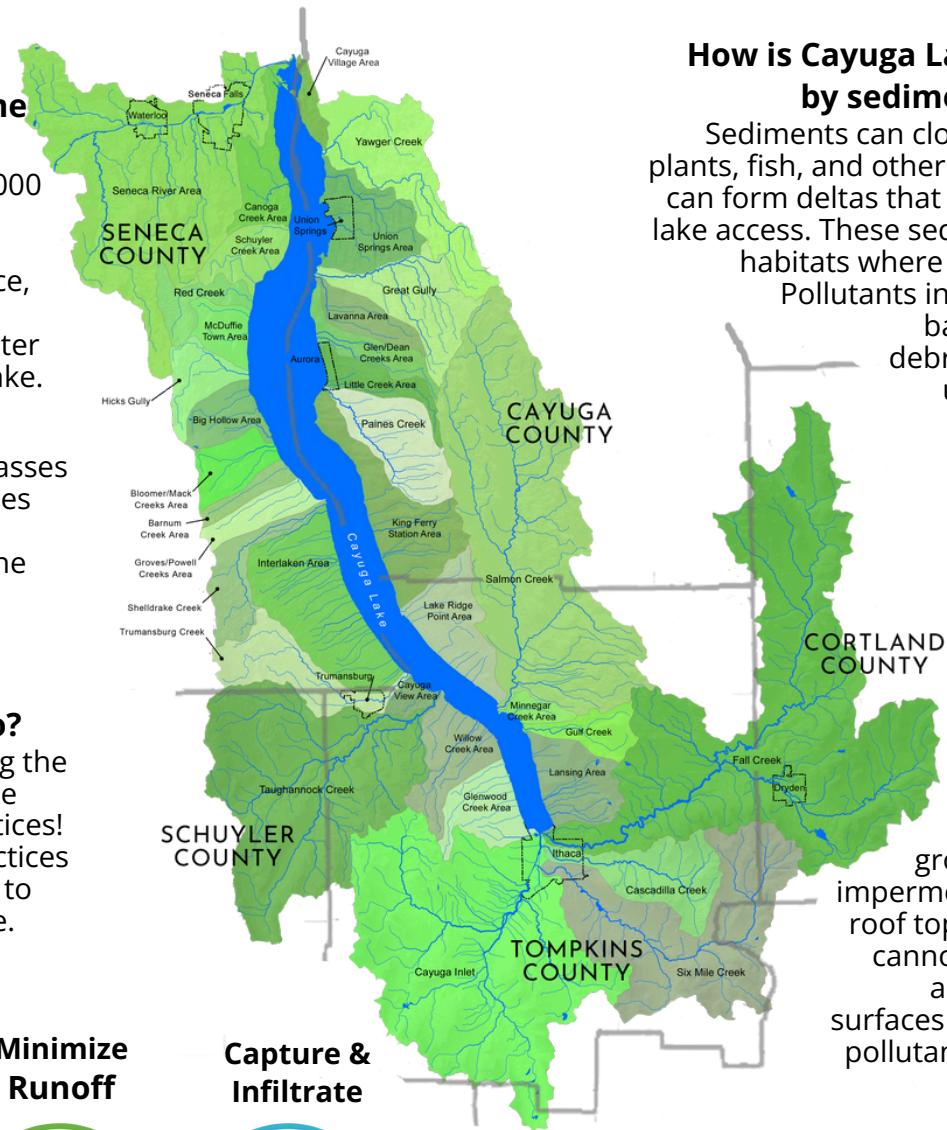 Cayuga
Village Area
How is Cayuga La
by sedime
Sediments can clo
plants, fish, and other
can form deltas that
lake access. These sed
habitats where
Pollutants in
ba
debr
u
ne
000
ce,
ter
ake.
asses
es
he
Seneca Falls
Waterloo
Yawger Creek
Seneca River Area
Canoga
Creek Area
Union
Springs
SENECA
COUNTY
Schuyler
Creek Area
Union
Springs Area
Red Creek
Great Gully
Lavanna Area
McDuffie
Town Area
Glen/Dean
Creeks Area
Aurora
Little Creek Area
Hicks Gully
Big Hollow Area
Paines Creek
CAYUGA
COUNTY
Bloomer/Mack
Creeks Area
Barnum
Creek Area
King Ferry
Station Area
Groves/Powell
Creeks Area
Interlaken Area
Cayuga Lake
Salmon Creek
Shelldrake Creek
Lake Ridge
Point Area
Trumansburg Creek
CORTLAND
COUNTY
Trumansburg
Cayuga
View Area
Minnegar
Creek Area
Gulf Creek
Willow
Creek Area
Fall Creek
Lansing Area
Dryden
Taughannock Creek
Glenwood
Creek Area
SCHUYLER
COUNTY
Ithaca
Cascadilla Creek
TOMPKINS
COUNTY
Cayuga Inlet
Six Mile Creek
o?
g the
e
tices!
ctices
to
e.
gro
imperme
roof top
canno
a
surfaces
pollutan
Minimize
Runoff
Capture &
Infiltrate